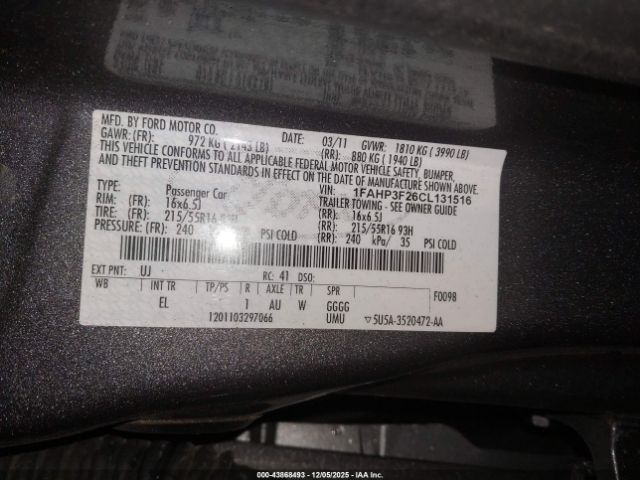 MFD. BY FORD MOTOR CO.
DATE: 03/11 GVWR: 1810 KG ( 3990 LB)
GAWR: (FR): 972 KG ( 2143 LB) (RR): 880 KG ( 1940 LB)
THIS VEHICLE CONFORMS TO ALL APPLICABLE FEDERAL MOTOR VEHICLE SAFETY, BUMPER,
AND THEFT PREVENTION STANDARDS IN EFFECT ON THE DATE OF MANUFACTURE SHOWN ABOVE.
VIN: 1FAHP3F26CL131516
TYPE: Passenger Car TRAILER TOWING - SEE OWNER GUIDE
RIM: (FR): 16x6.5J (RR): 16x6.5J
TIRE: (FR): 215/55R16 93H (RR): 215/55R16 93H
PRESSURE: (FR): 240 PSI COLD (RR): 240 kPa/ 35 PSI COLD
EXT PNT: UJ RC: 41 DSO:
WB INT TR TP/PS R AXLE TR SPR F0098
EL 1 AU W GGGG
1201103297066 UMU ▽5U5A-3520472-AA
000-43868493 - 12/05/2025 - IAA Inc.